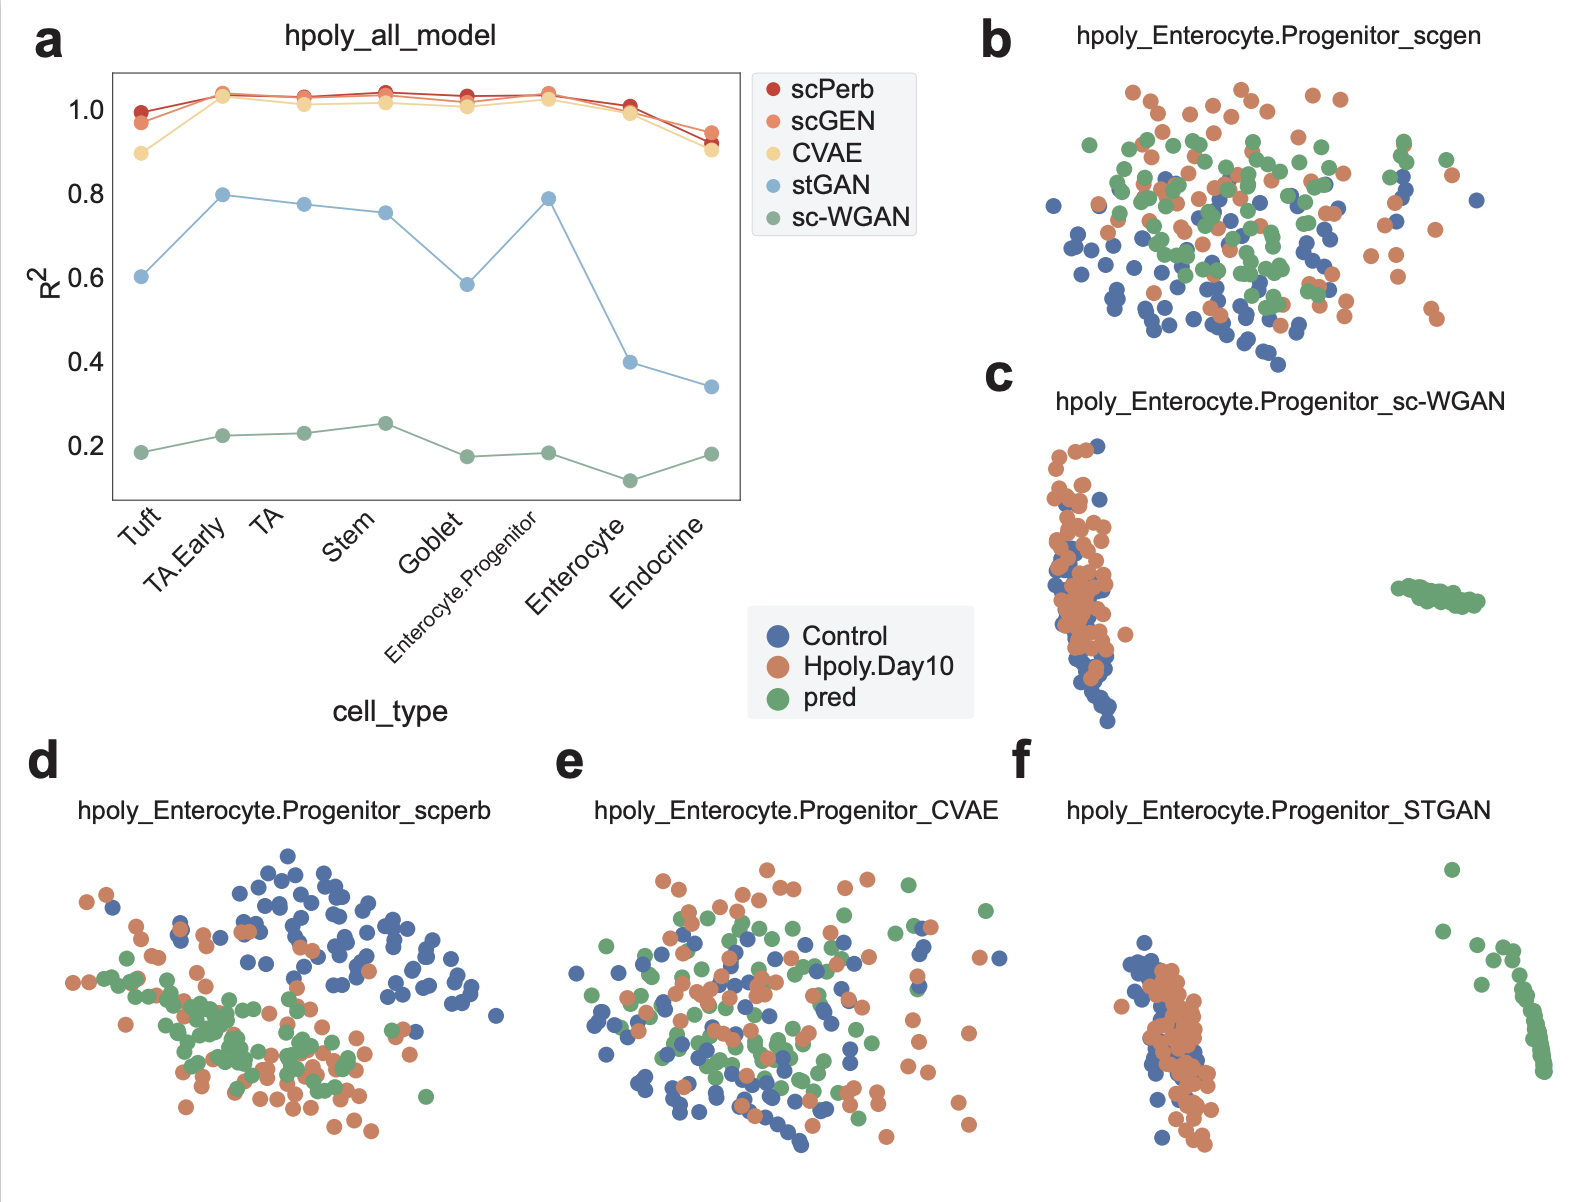 a
hpoly_all_model
1.0
0.8
0.6
0.4
0.2
R2
Tuft
TA.Early
TA
Stem
Goblet
Enterocyte.Progenitor
Enterocyte
Endocrine
cell_type
scPerb
scGEN
CVAE
stGAN
sc-WGAN
b
hpoly_Enterocyte.Progenitor_scgen
c
hpoly_Enterocyte.Progenitor_sc-WGAN
Control
Hpoly.Day10
pred
d
hpoly_Enterocyte.Progenitor_scperb
e
hpoly_Enterocyte.Progenitor_CVAE
f
hpoly_Enterocyte.Progenitor_STGAN